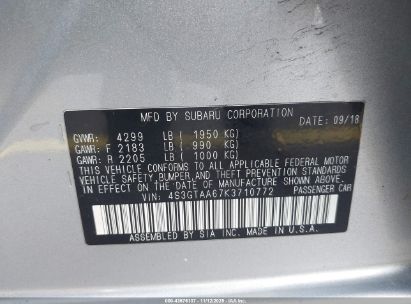 MFD BY SUBARU CORPORATION
DATE: 09/18
GVWR: 4299 LB ( 1950 KG)
GAWR: F 2183 LB ( 990 KG)
GAWR: R 2205 LB ( 1000 KG)
THIS VEHICLE CONFORMS TO ALL APPLICABLE FEDERAL MOTOR
VEHICLE SAFETY, BUMPER, AND THEFT PREVENTION STANDARDS
IN EFFECT ON THE DATE OF MANUFACTURE SHOWN ABOVE.
VIN: 4S3GTAA67K3710772 PASSENGER CAR
ASSEMBLED BY SIA INC. MADE IN U.S.A.